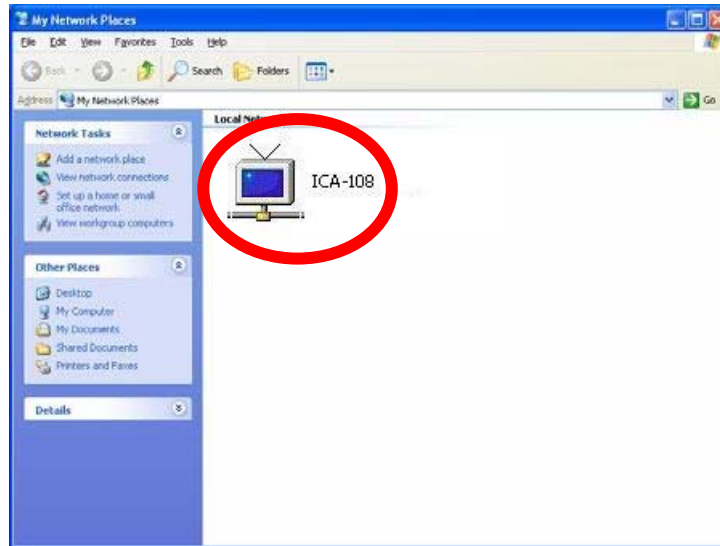 My Network Places
File Edit View Favorites Tools Help
Back Search Folders
Address My Network Places Go
Local
Network Tasks
Add a network place
View network connections
Set up a home or small
office network
View workgroup computers
ICA-108
Other Places
Desktop
My Computer
My Documents
Shared Documents
Printers and Faxes
Details